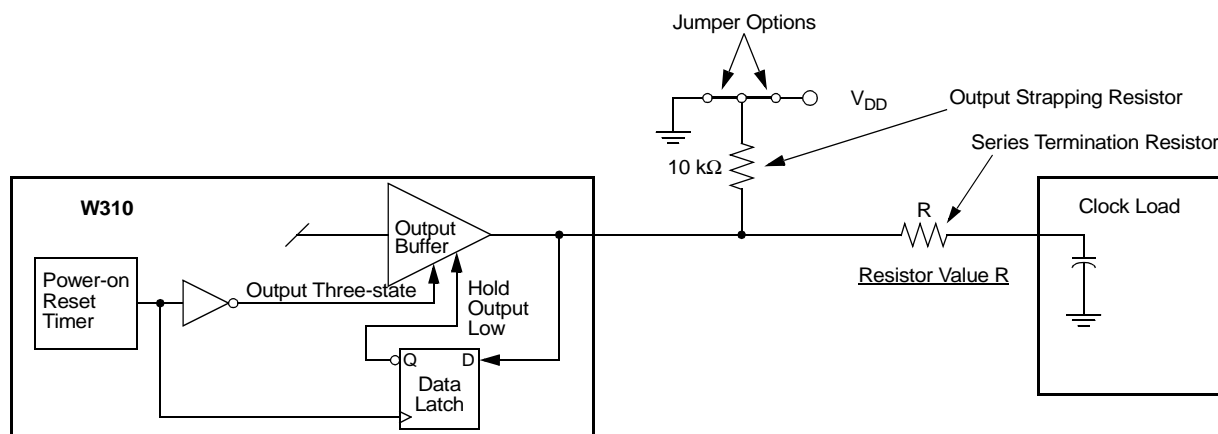 Jumper Options
V_DD
Output Strapping Resistor
Series Termination Resistor
10 kΩ
W310
R
Clock Load
Output
Buffer
Resistor Value R
Power-on
Reset
Timer
Output Three-state
Hold
Output
Low
Q
D
Data
Latch